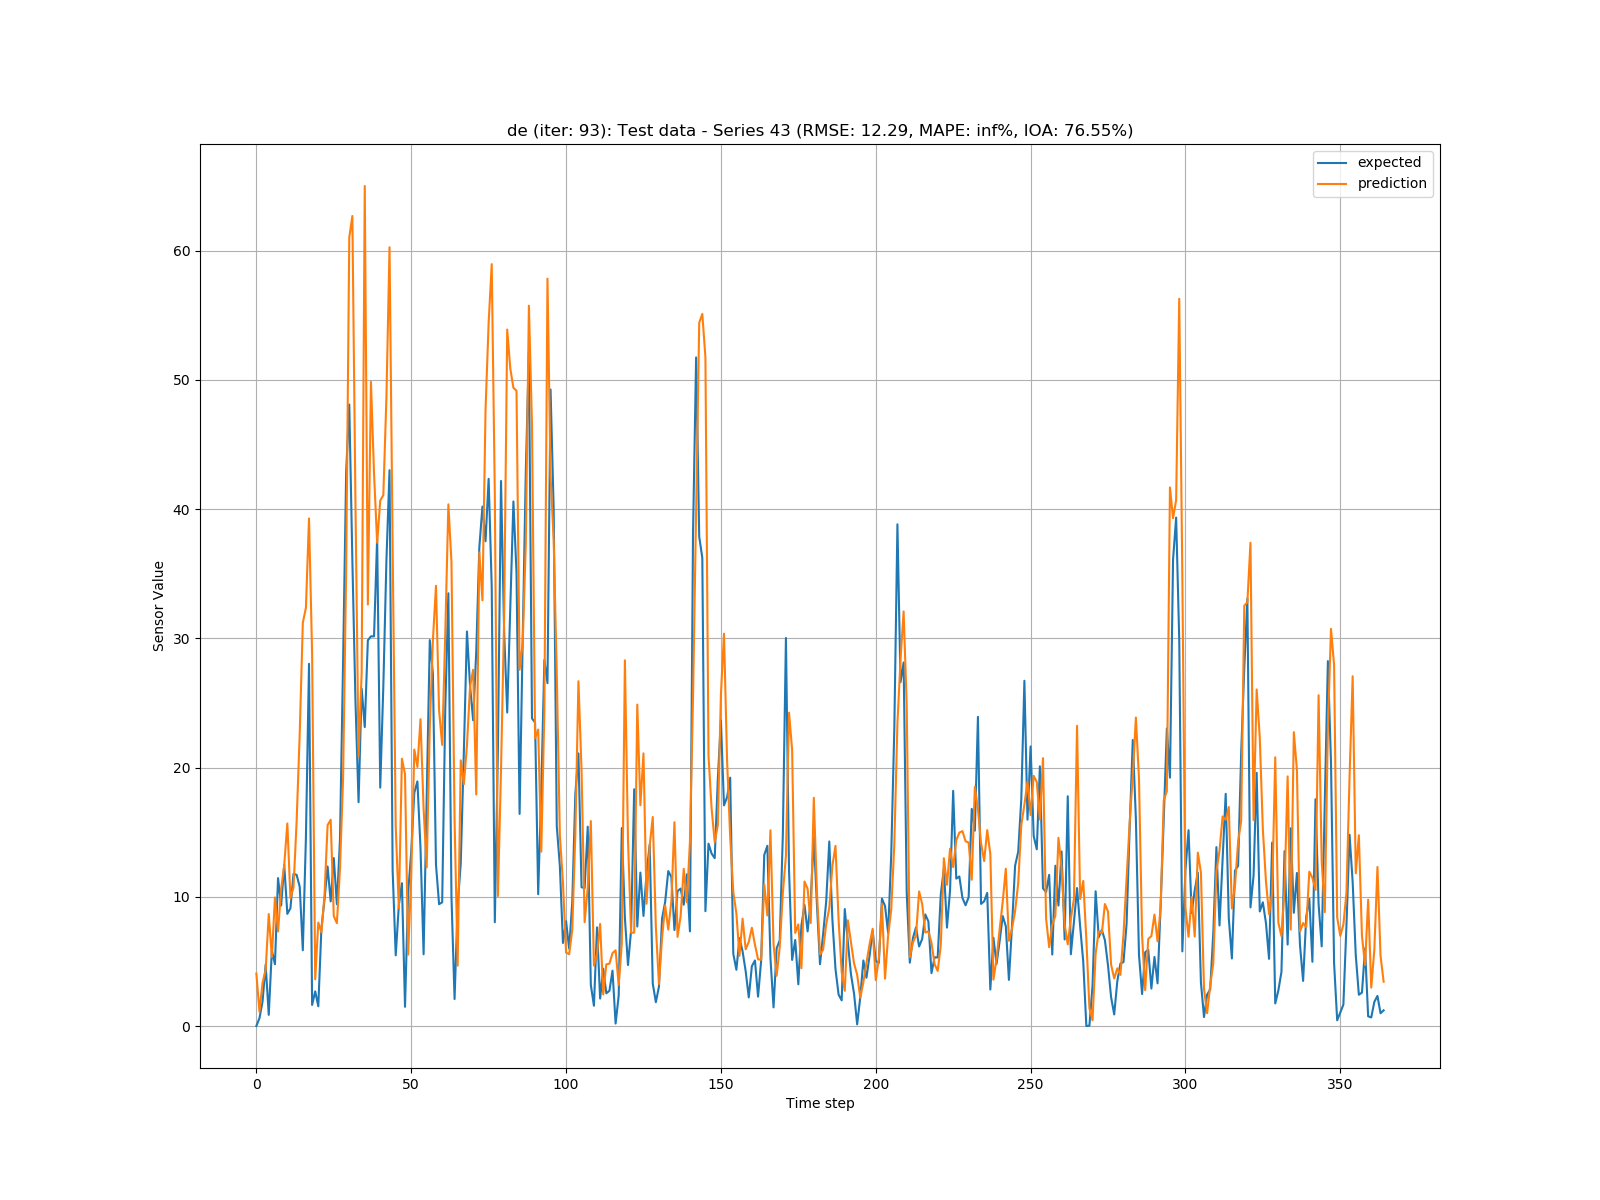 de (iter: 93): Test data - Series 43 (RMSE: 12.29, MAPE: inf%, IOA: 76.55%)
expected
prediction
60
50
40
30
20
10
0
Sensor Value
0 50 100 150 200 250 300 350
Time step